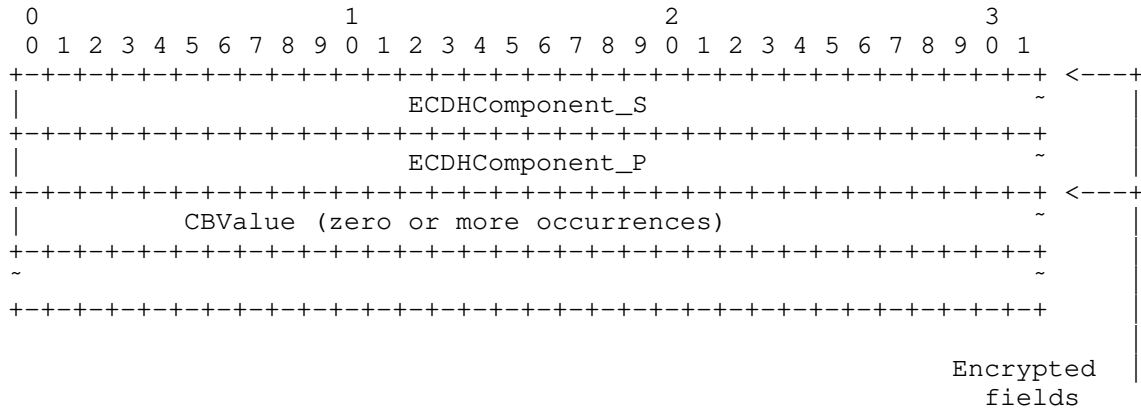 0                   1                   2                   3
 0 1 2 3 4 5 6 7 8 9 0 1 2 3 4 5 6 7 8 9 0 1 2 3 4 5 6 7 8 9 0 1
+-+-+-+-+-+-+-+-+-+-+-+-+-+-+-+-+-+-+-+-+-+-+-+-+-+-+-+-+-+-+-+-+ <---+
|                        ECDHComponent_S                        ~     |
+-+-+-+-+-+-+-+-+-+-+-+-+-+-+-+-+-+-+-+-+-+-+-+-+-+-+-+-+-+-+-+-+     |
|                        ECDHComponent_P                        ~     |
+-+-+-+-+-+-+-+-+-+-+-+-+-+-+-+-+-+-+-+-+-+-+-+-+-+-+-+-+-+-+-+-+ <---+
|          CBValue (zero or more occurrences)                    ~     |
+-+-+-+-+-+-+-+-+-+-+-+-+-+-+-+-+-+-+-+-+-+-+-+-+-+-+-+-+-+-+-+-+     |
~                                                               ~     |
+-+-+-+-+-+-+-+-+-+-+-+-+-+-+-+-+-+-+-+-+-+-+-+-+-+-+-+-+-+-+-+-+     |
                                                                      |
                                                           Encrypted  |
                                                             fields